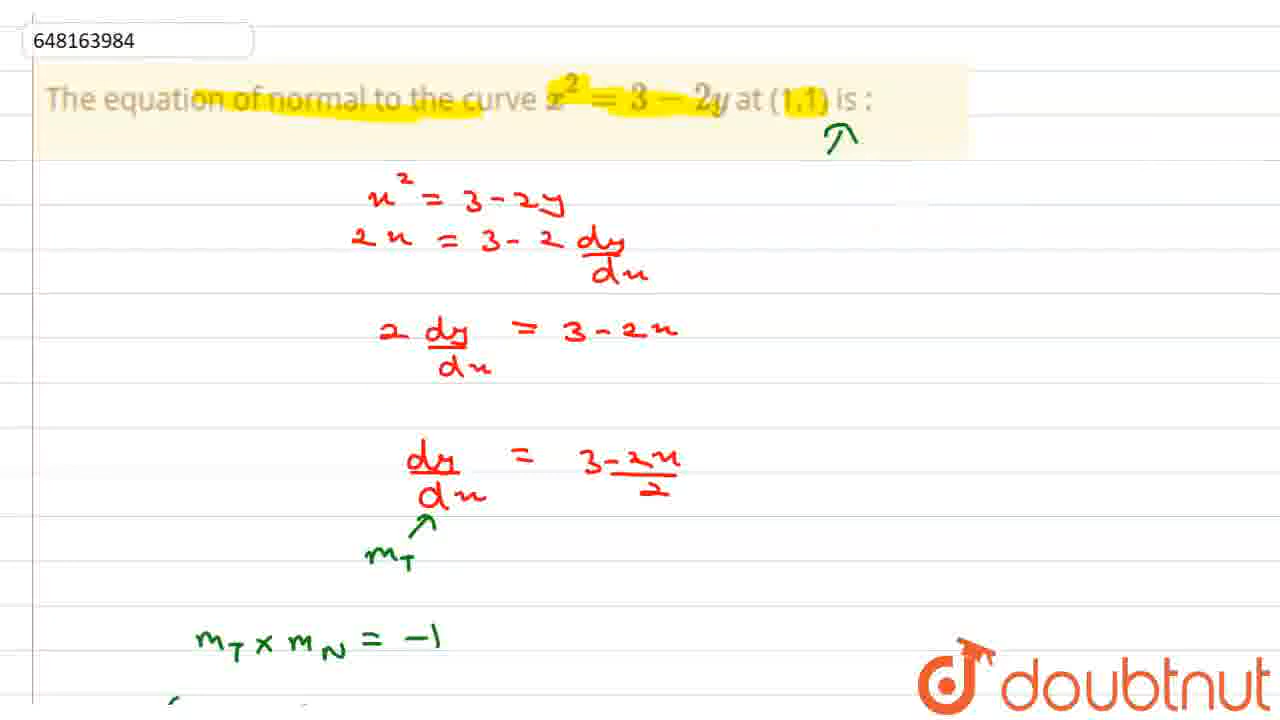 648163984
The equation of normal to the curve x² = 3 − 2y at (1,1) is :
x² = 3 - 2y
2x = 3 - 2 dy/dx
2 dy/dx = 3 - 2x
dy/dx = 3 - 2x/2
m_T
m_T × m_N = -1
doubtnut